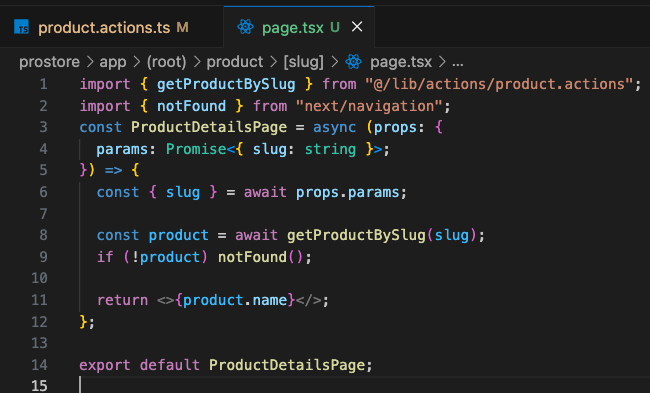 TS product.actions.ts M page.tsx U ×
prostore > app > (root) > product > [slug] > page.tsx > ...
1 import { getProductBySlug } from "@/lib/actions/product.actions";
2 import { notFound } from "next/navigation";
3 const ProductDetailsPage = async (props: {
4 params: Promise<{ slug: string }>;
5 }) => {
6 const { slug } = await props.params;
7
8 const product = await getProductBySlug(slug);
9 if (!product) notFound();
10
11 return <>{product.name}</>;
12 };
13
14 export default ProductDetailsPage;
15